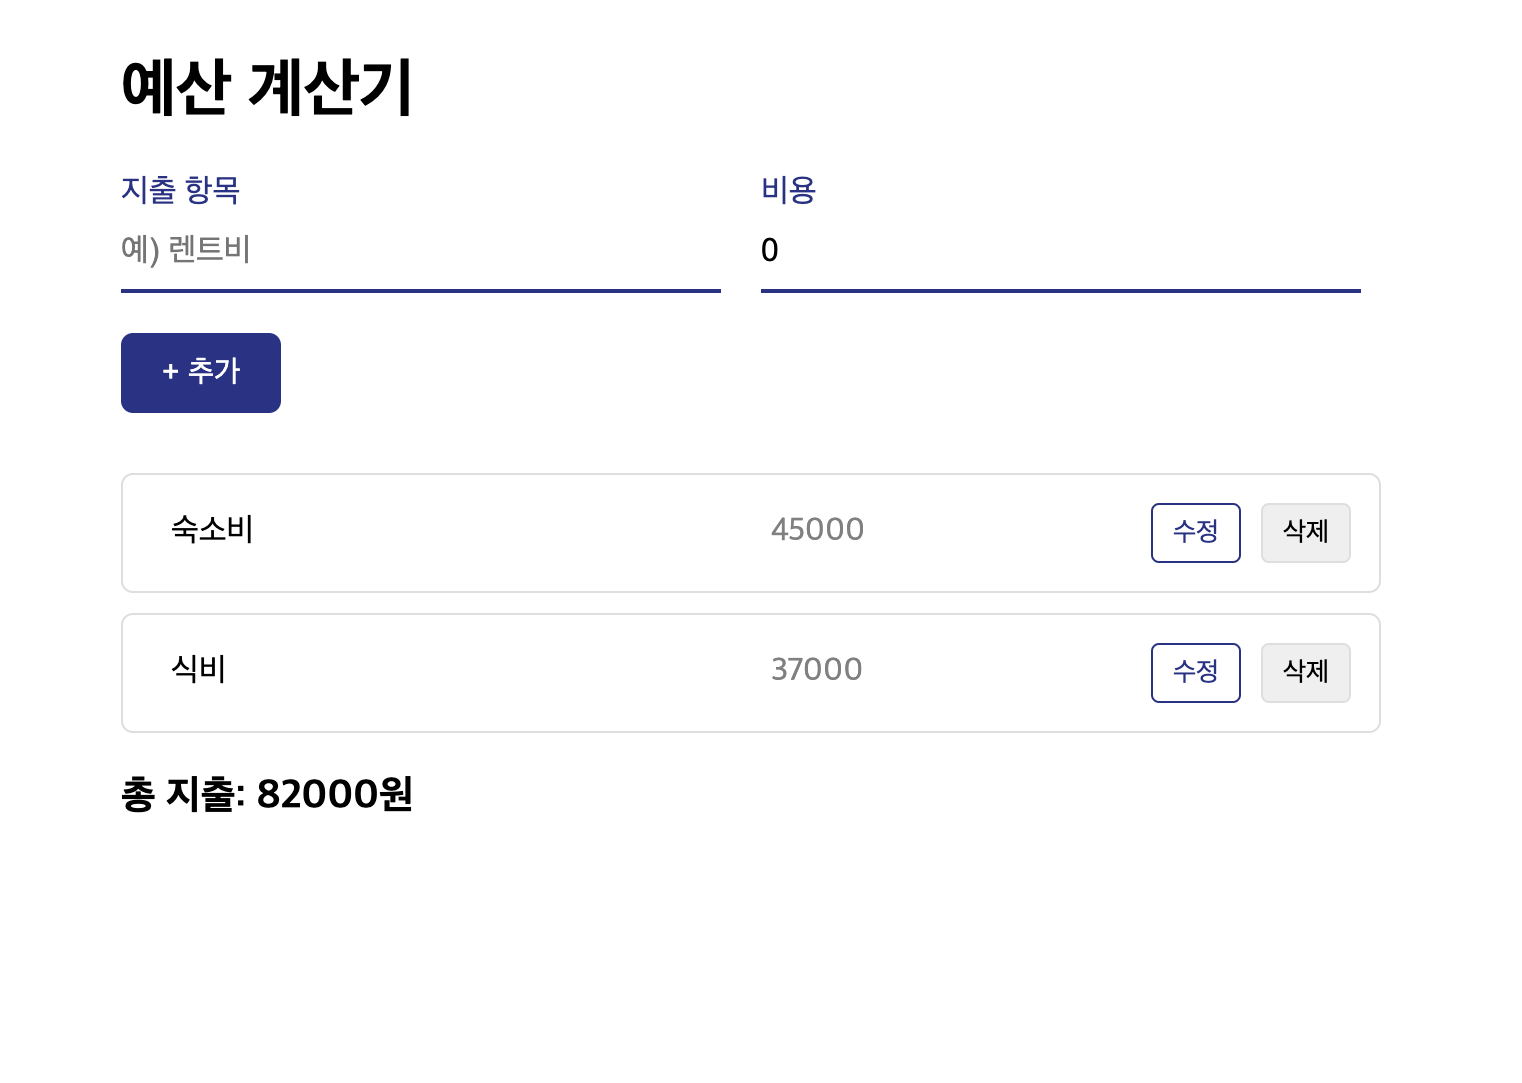 예산 계산기
지출 항목 비용
예) 렌트비 0
+ 추가
숙소비 45000 수정 삭제
식비 37000 수정 삭제
총 지출: 82000원